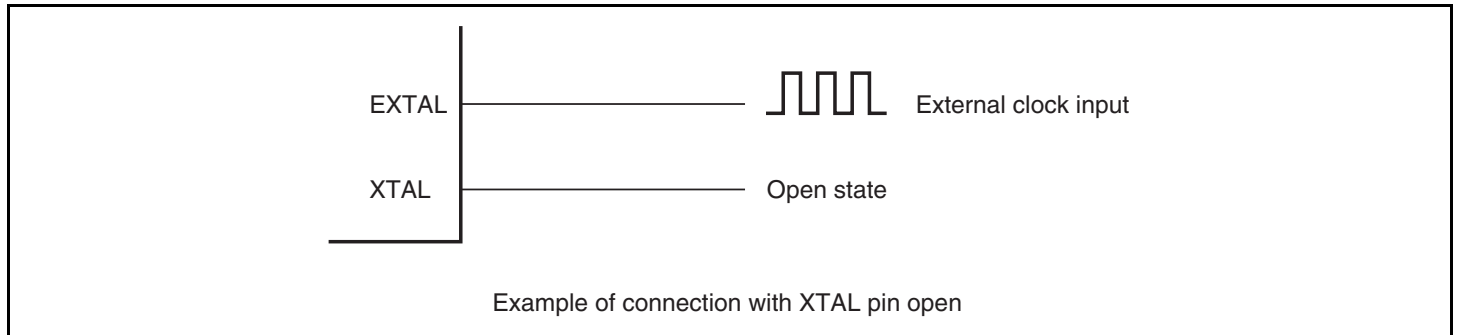 EXTAL
External clock input
XTAL
Open state
Example of connection with XTAL pin open